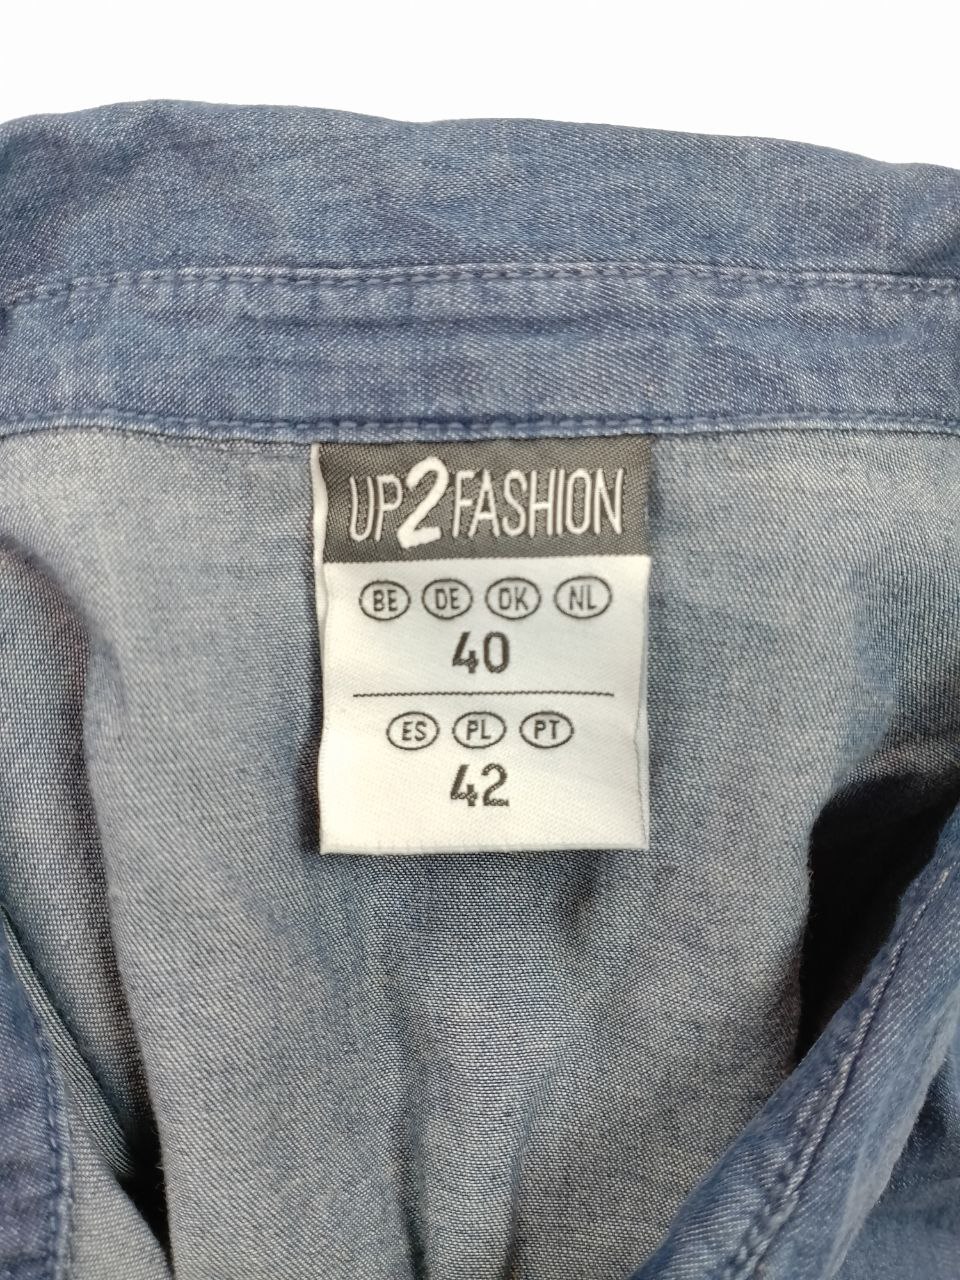 UP2FASHION
BE DE DK NL
40
ES PL PT
42